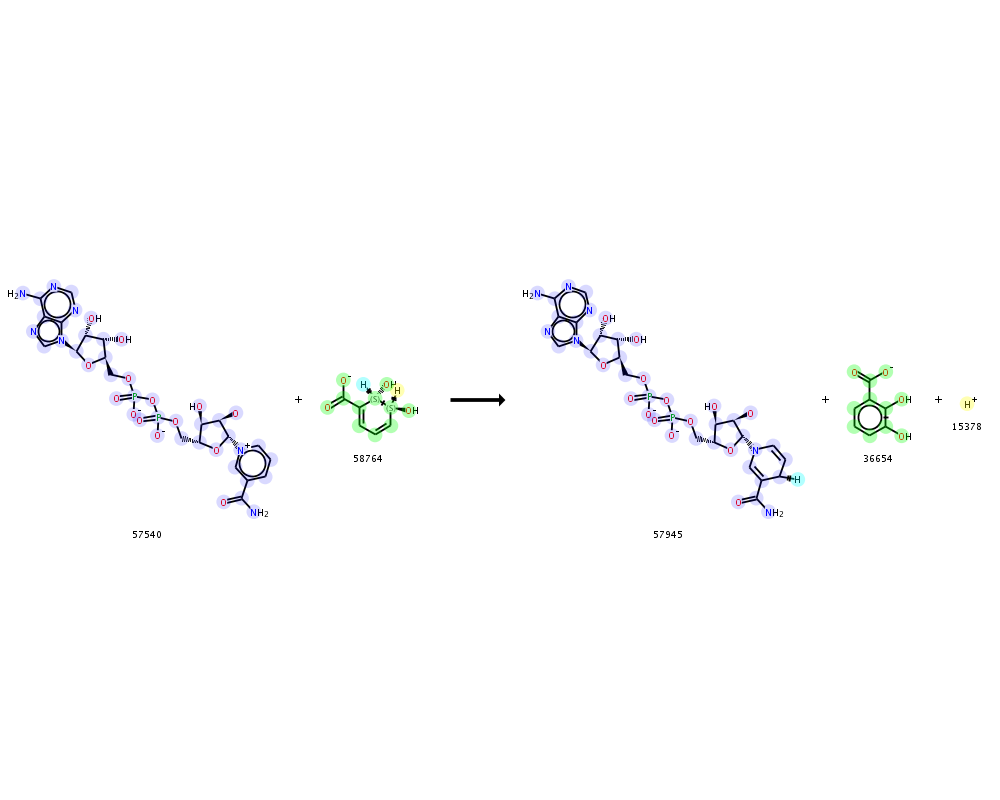 H₂N N N N N N OH OH O O P O O⁻ O P O O⁻ O HO O O N⁺ O NH₂
57540
+
O⁻ O H OH H (S) (S) OH
58764
H₂N N N N N N OH OH O O P O O⁻ O P O O⁻ O HO O O N H O NH₂
57945
+
O O⁻ OH OH
36654
+
H⁺
15378